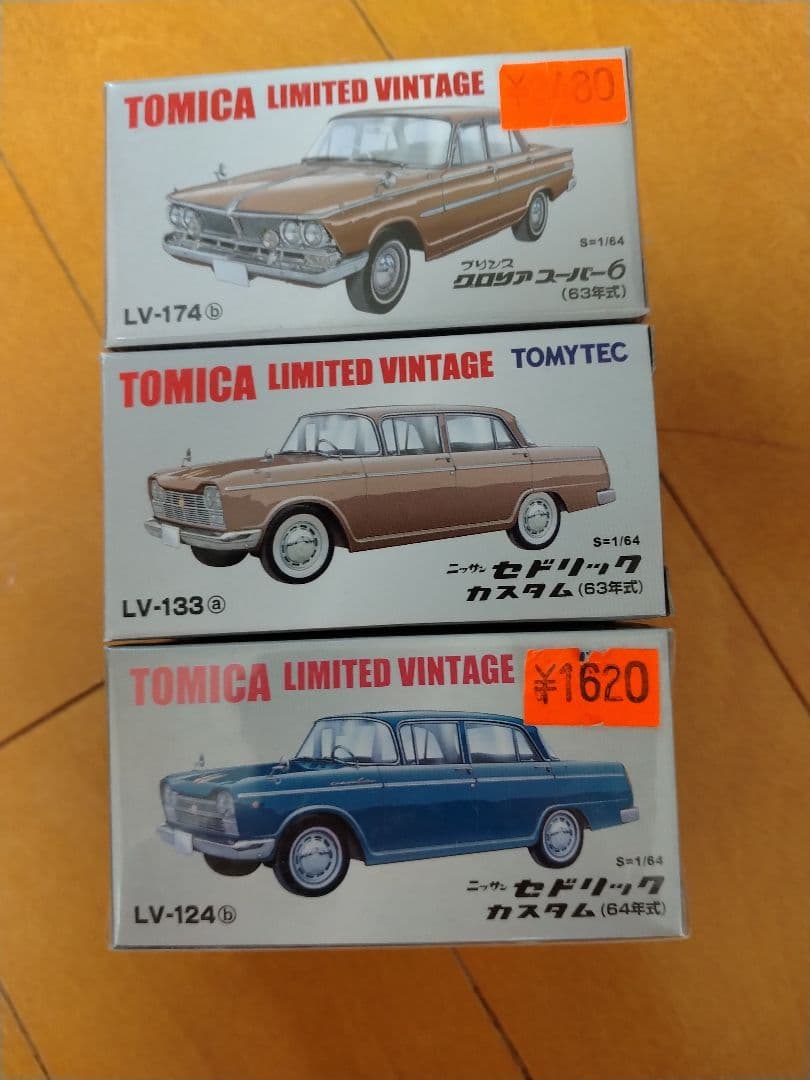 TOMICA LIMITED VINTAGE
S=1/64
プリンス
グロリア スーパー6
(63年式)
LV-174ⓑ
TOMICA LIMITED VINTAGE TOMYTEC
S=1/64
ニッサン セドリック
カスタム (63年式)
LV-133ⓐ
TOMICA LIMITED VINTAGE
¥1620
S=1/64
ニッサン セドリック
カスタム (64年式)
LV-124ⓑ